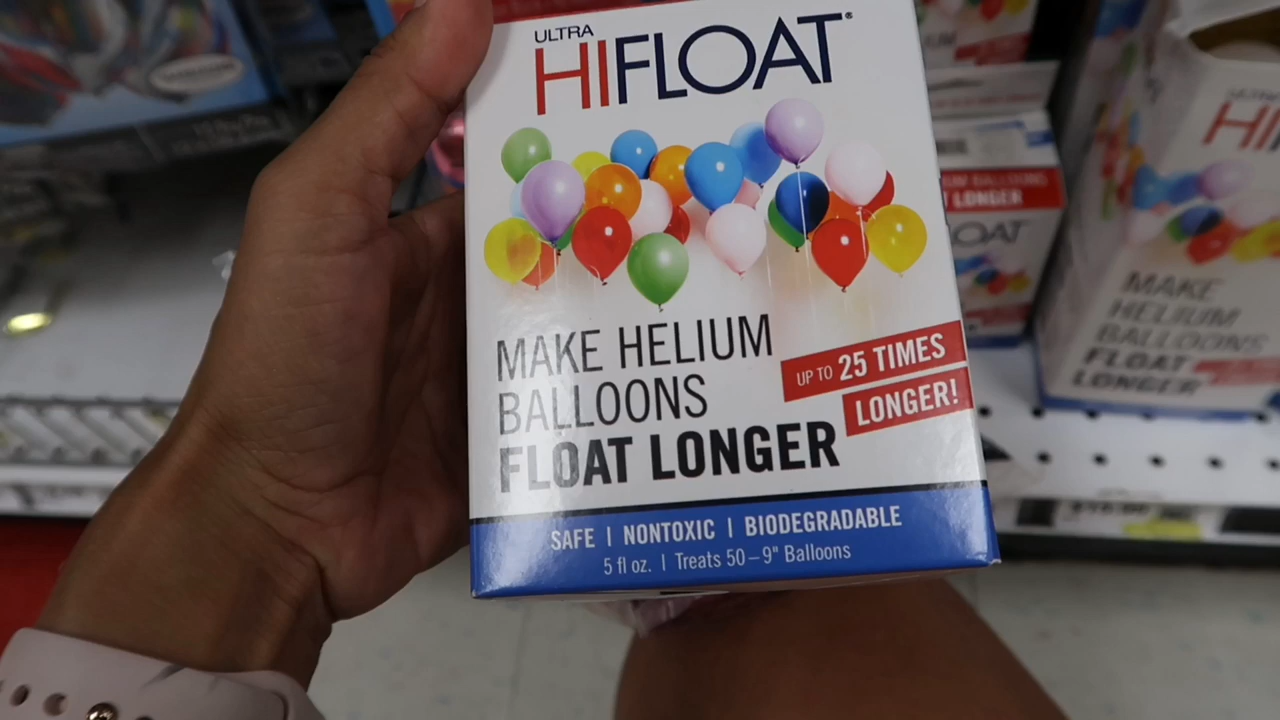 ULTRA
HIFLOAT®
MAKE HELIUM
BALLOONS
FLOAT LONGER
UP TO 25 TIMES
LONGER!
SAFE | NONTOXIC | BIODEGRADABLE
5 fl oz. | Treats 50–9" Balloons
LONGER
MAKE
HELIUM
BALLOONS
FLOAT
LONGER